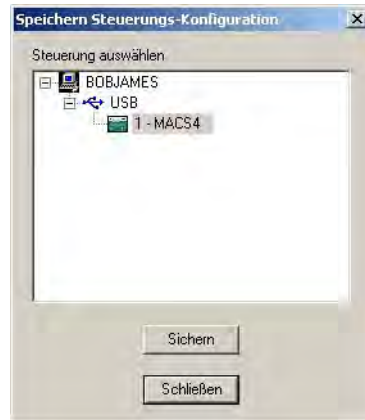 Speichern Steuerungs-Konfiguration
Steuerung auswählen
BOBJAMES
USB
1 - MACS4
Sichern
Schließen